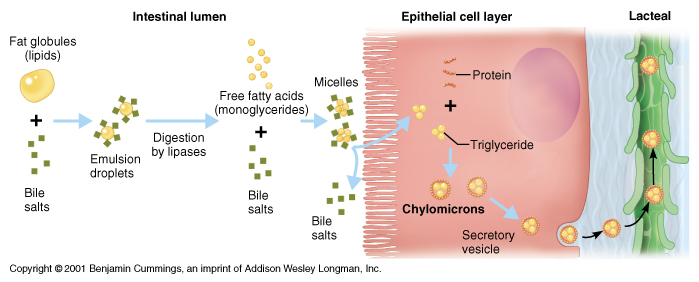 Intestinal lumen
Epithelial cell layer
Lacteal
Fat globules
(lipids)
+
Bile
salts
Emulsion
droplets
Digestion
by lipases
Free fatty acids
(monoglycerides)
+
Bile
salts
Micelles
Bile
salts
Protein
+
Triglyceride
Chylomicrons
Secretory
vesicle
Copyright © 2001 Benjamin Cummings, an imprint of Addison Wesley Longman, Inc.